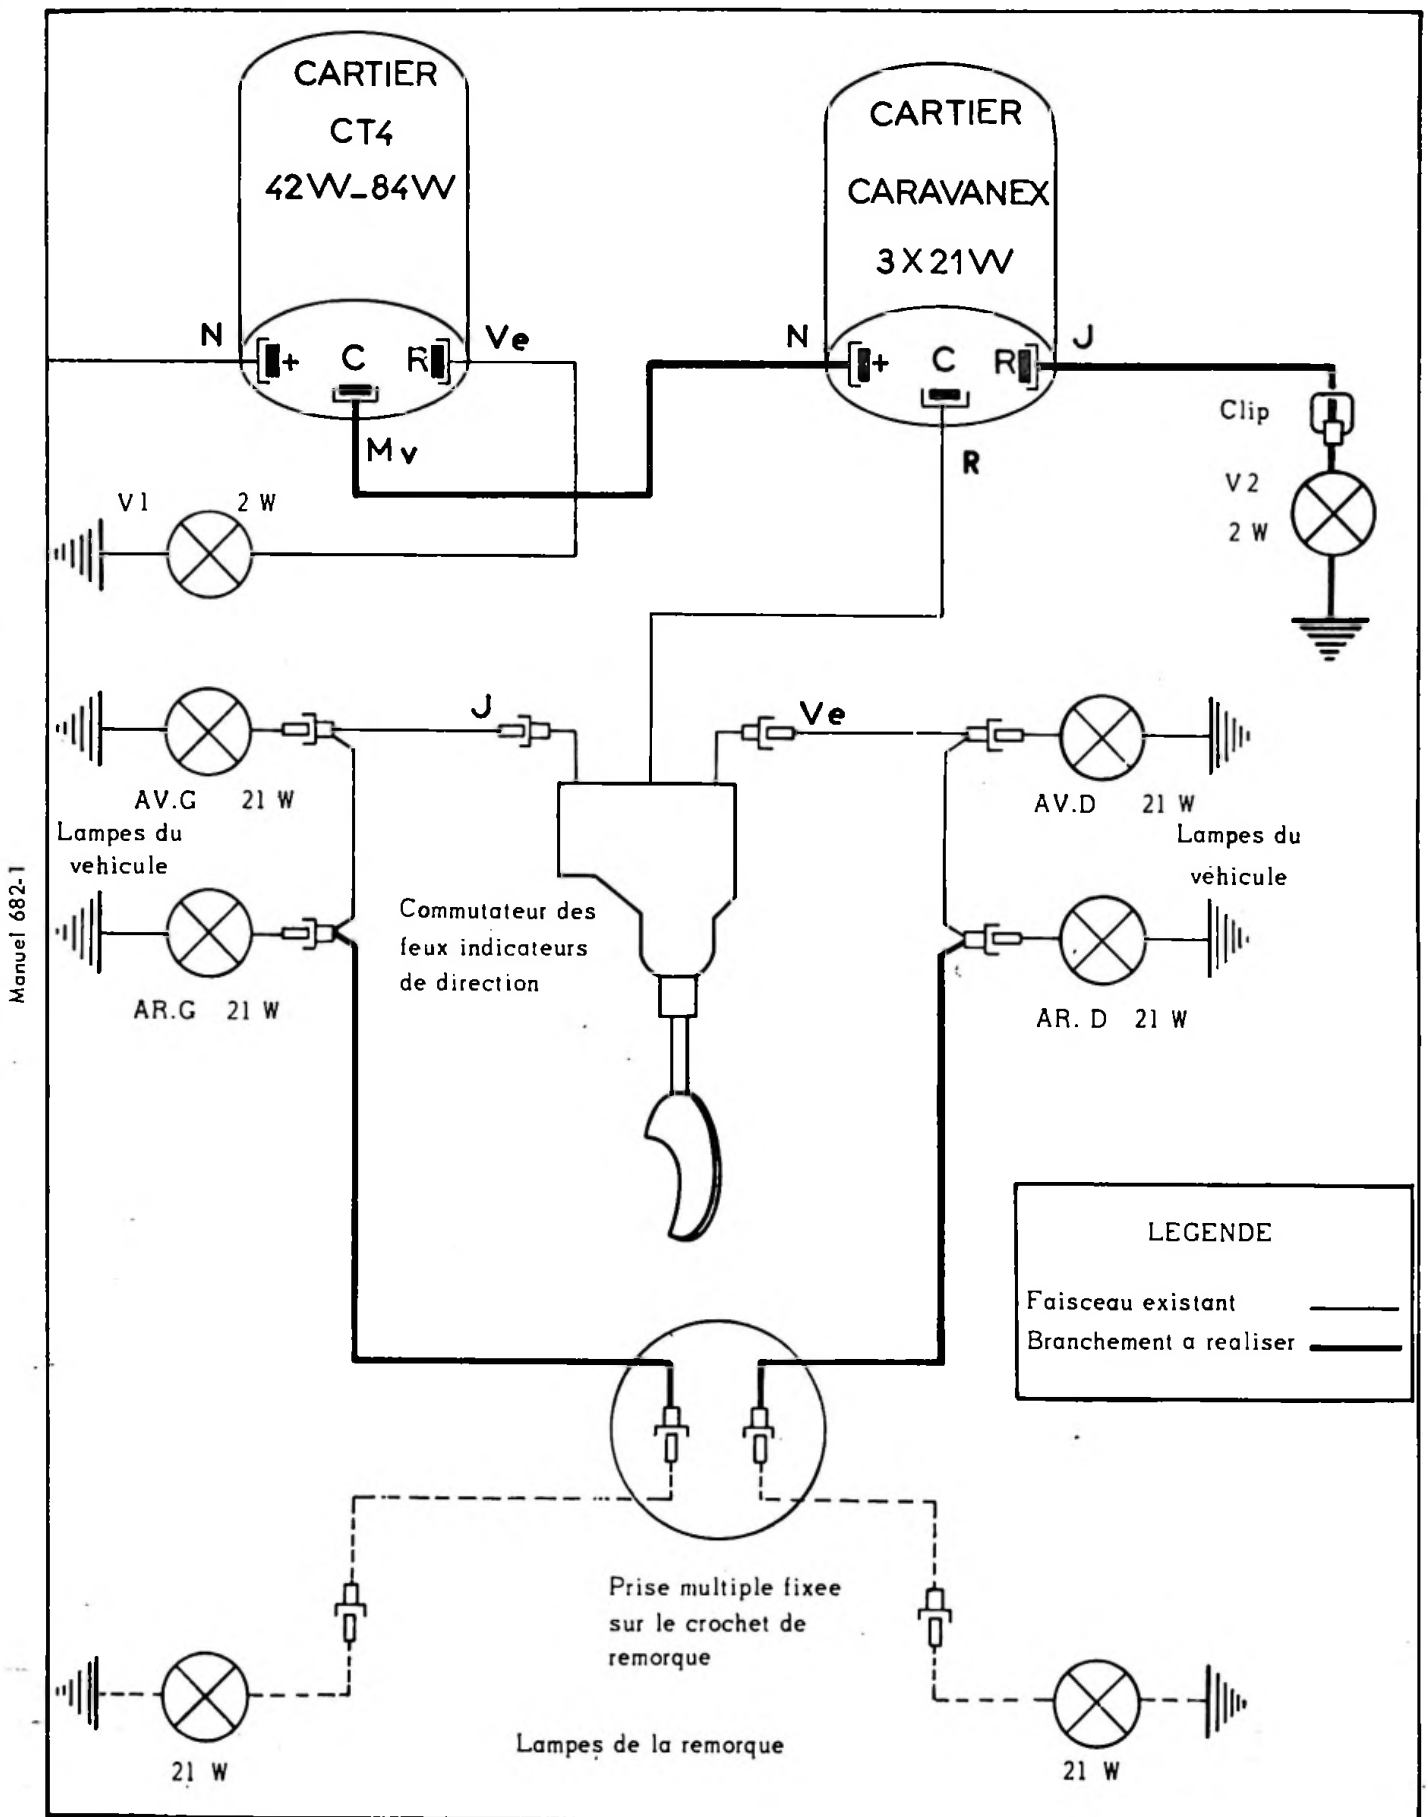 CARTIER
CT4
42W_84W
CARTIER
CARAVANEX
3X21W
N
+
C
R
Ve
N
+
C
R
J
Mv
R
Clip
V2
2 W
V1
2 W
J
Ve
AV.G
21 W
Lampes du
vehicule
AV.D
21 W
Lampes du
véhicule
Manuel 682-1
Commutateur des
feux indicateurs
de direction
AR.G
21 W
AR. D
21 W
LEGENDE
Faisceau existant
Branchement a realiser
Prise multiple fixee
sur le crochet de
remorque
Lampes de la remorque
21 W
21 W